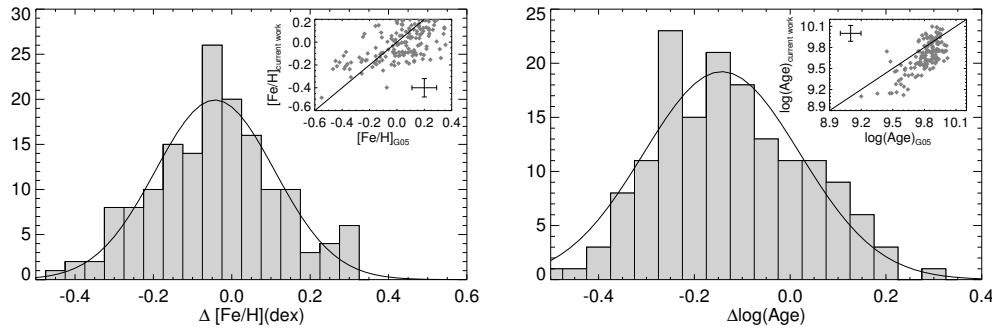 30
25
20
15
10
5
0
-0.4 -0.2 0.0 0.2 0.4 0.6
Δ [Fe/H](dex)
0.2
0.0
-0.2
-0.4
-0.6
-0.6 -0.4 -0.2 0.0 0.2 0.4
[Fe/H]current work
[Fe/H]G05
25
20
15
10
5
0
-0.4 -0.2 0.0 0.2 0.4
Δlog(Age)
10.1
9.8
9.5
9.2
8.9
8.9 9.2 9.5 9.8 10.1
log(Age)current work
log(Age)G05